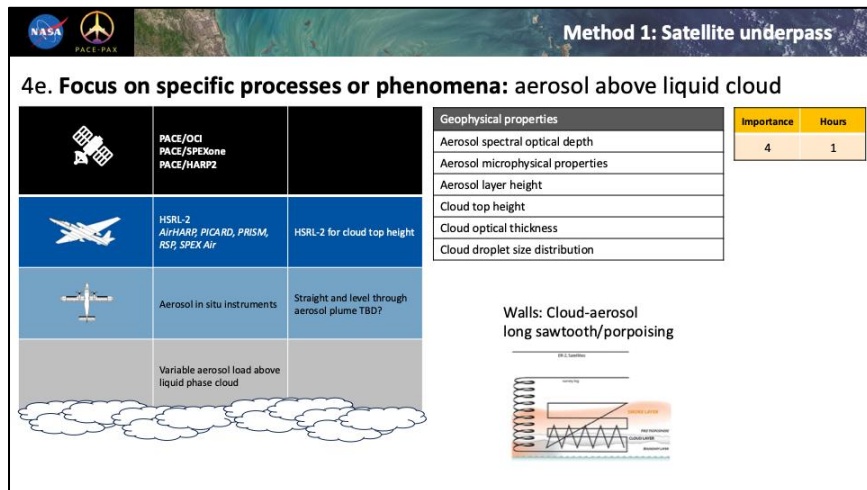 NASA
PACE-PAX
Method 1: Satellite underpass
4e. Focus on specific processes or phenomena: aerosol above liquid cloud
PACE/OCI
PACE/SPEXone
PACE/HARP2
HSRL-2
AirHARP, PICARD, PRISM,
RSP, SPEX Air
HSRL-2 for cloud top height
Aerosol in situ instruments
Straight and level through
aerosol plume TBD?
Variable aerosol load above
liquid phase cloud
Geophysical properties
Aerosol spectral optical depth
Aerosol microphysical properties
Aerosol layer height
Cloud top height
Cloud optical thickness
Cloud droplet size distribution
Importance Hours
4 1
Walls: Cloud-aerosol
long sawtooth/porpoising
ER-2, Satellites
SMOKE LAYER
CLOUD LAYER